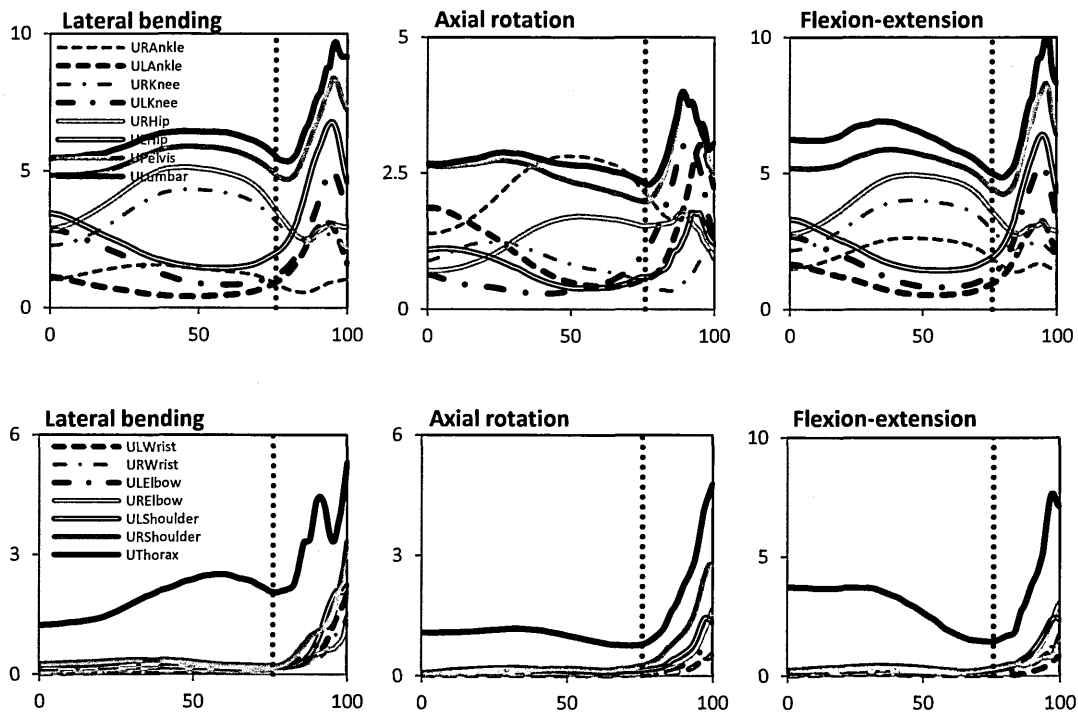 Lateral bending
10
5
0
0
50
100
URAnkle
ULAnkle
URKnee
ULKnee
URHip
ULHip
UPelvis
ULumbar
Axial rotation
5
2.5
0
0
50
100
Flexion-extension
10
5
0
0
50
100
Lateral bending
6
3
0
0
50
100
ULWrist
URWrist
ULElbow
URElbow
ULShoulder
URShoulder
UThorax
Axial rotation
6
3
0
0
50
100
Flexion-extension
10
5
0
0
50
100